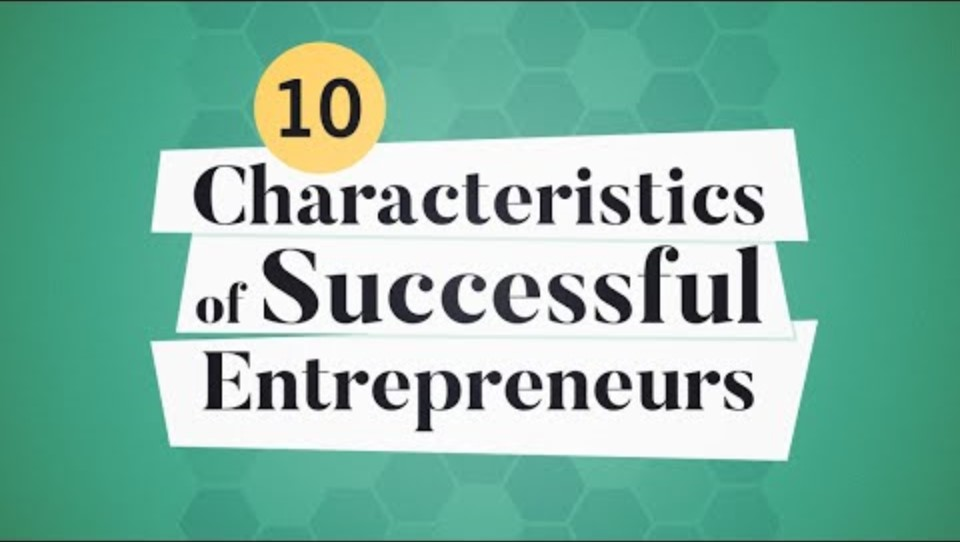 10
Characteristics
of Successful
Entrepreneurs